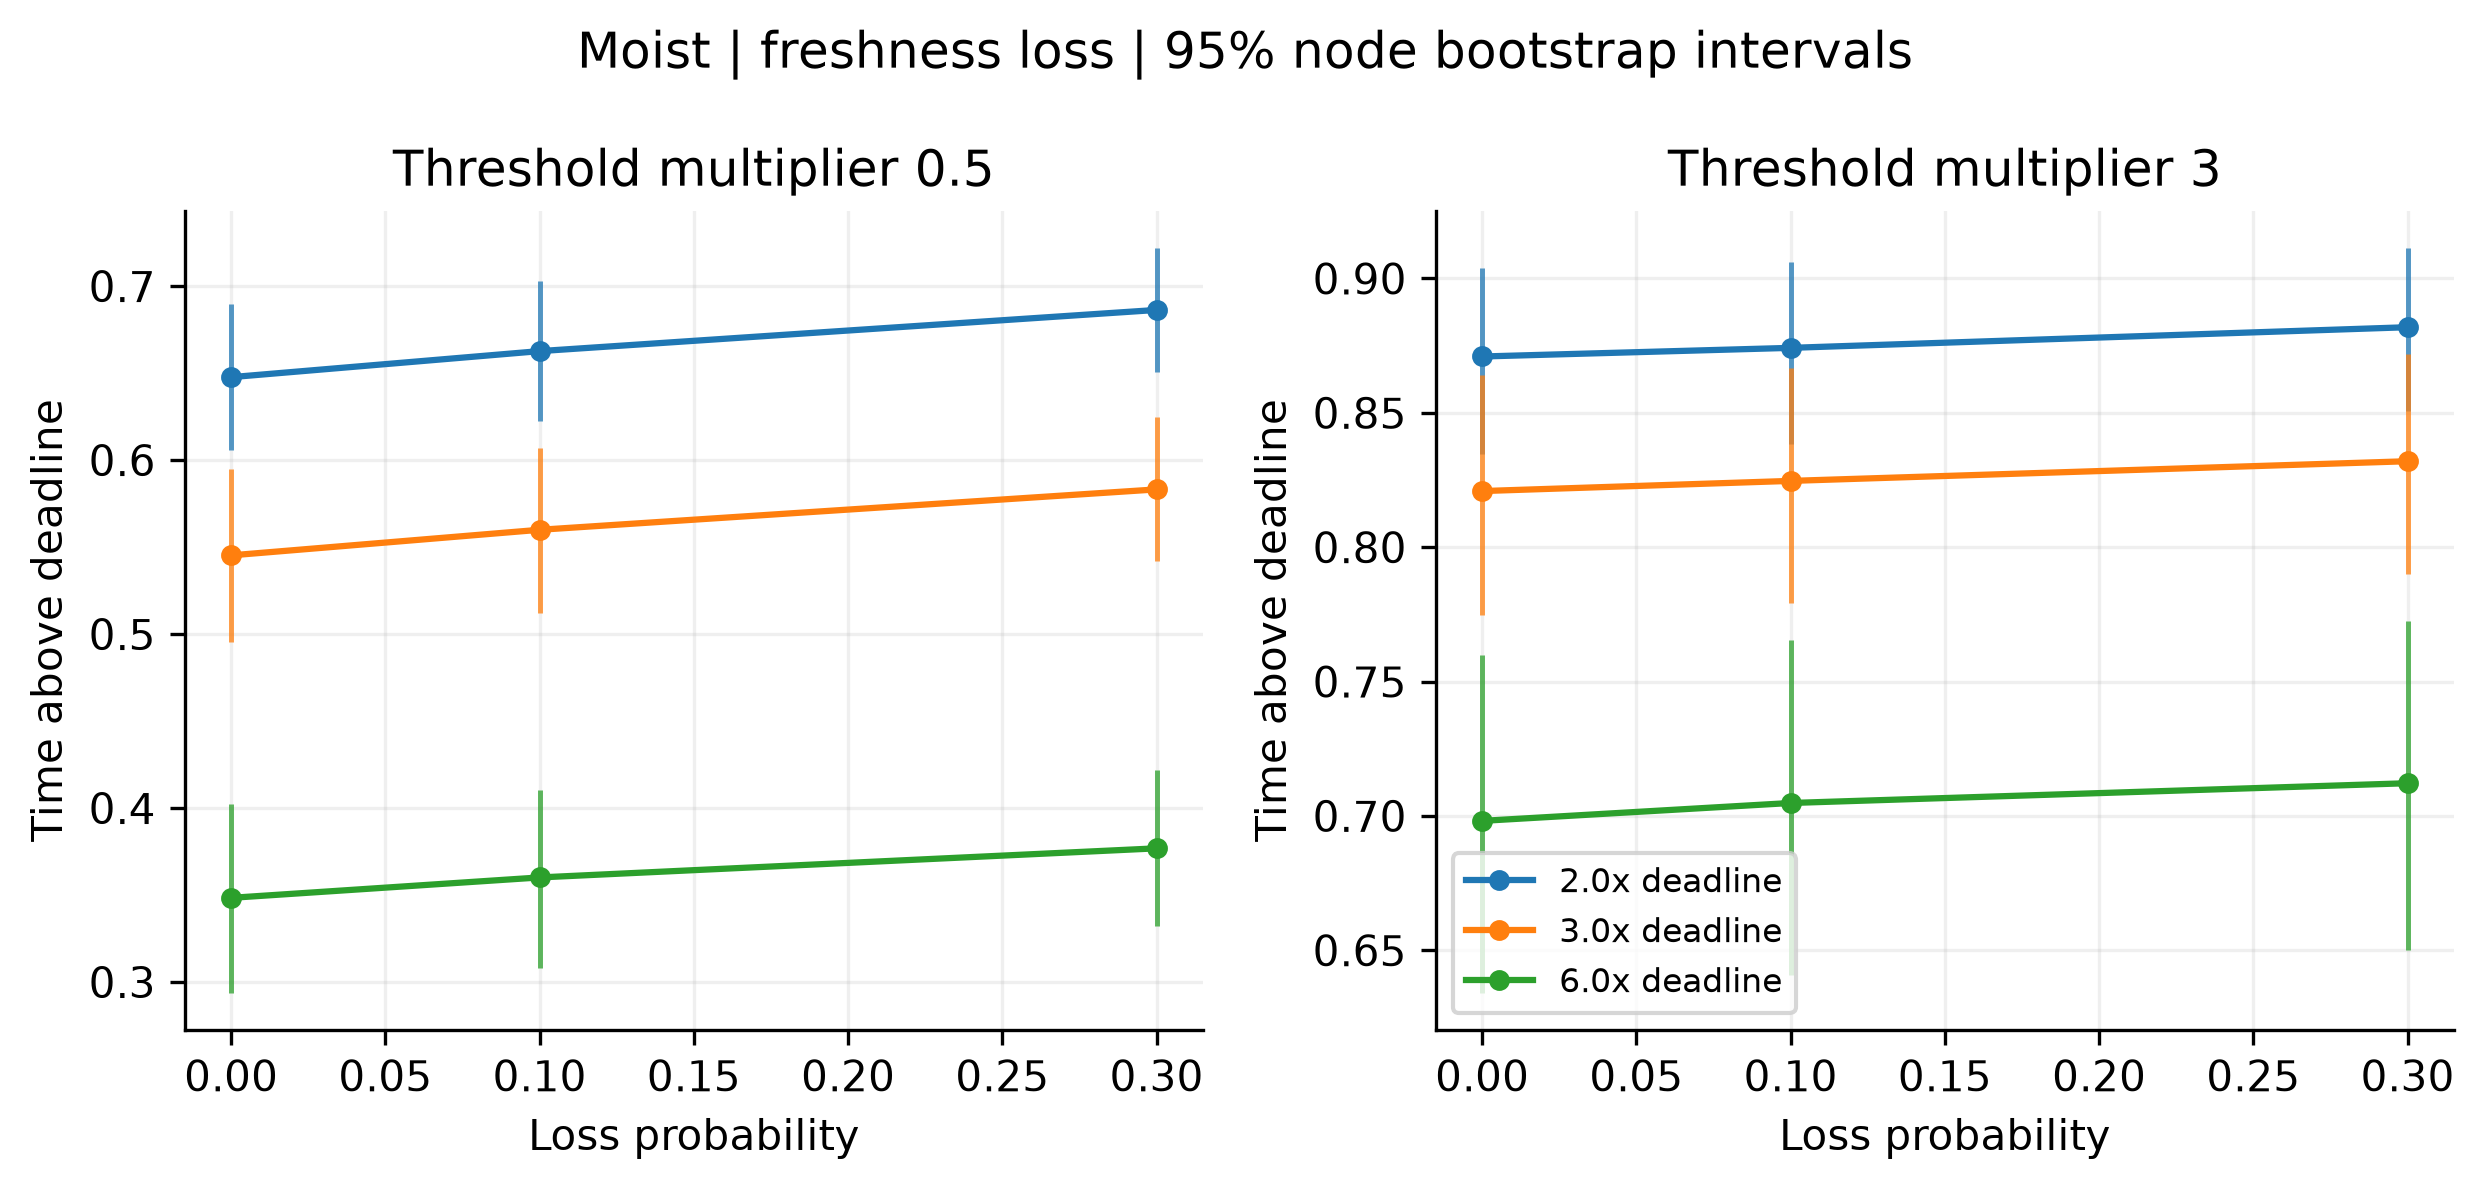 Moist | freshness loss | 95% node bootstrap intervals
Threshold multiplier 0.5
Time above deadline
0.7
0.6
0.5
0.4
0.3
0.00 0.05 0.10 0.15 0.20 0.25 0.30
Loss probability
Threshold multiplier 3
Time above deadline
0.90
0.85
0.80
0.75
0.70
0.65
2.0x deadline
3.0x deadline
6.0x deadline
0.00 0.05 0.10 0.15 0.20 0.25 0.30
Loss probability